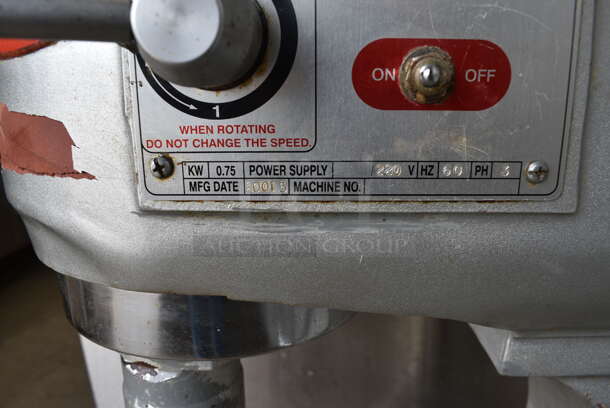 ON OFF
1
WHEN ROTATING
DO NOT CHANGE THE SPEED.
KW 0.75 POWER SUPPLY 220 V HZ 60 PH 3
MFG DATE MACHINE NO.
AUCTION GROUP